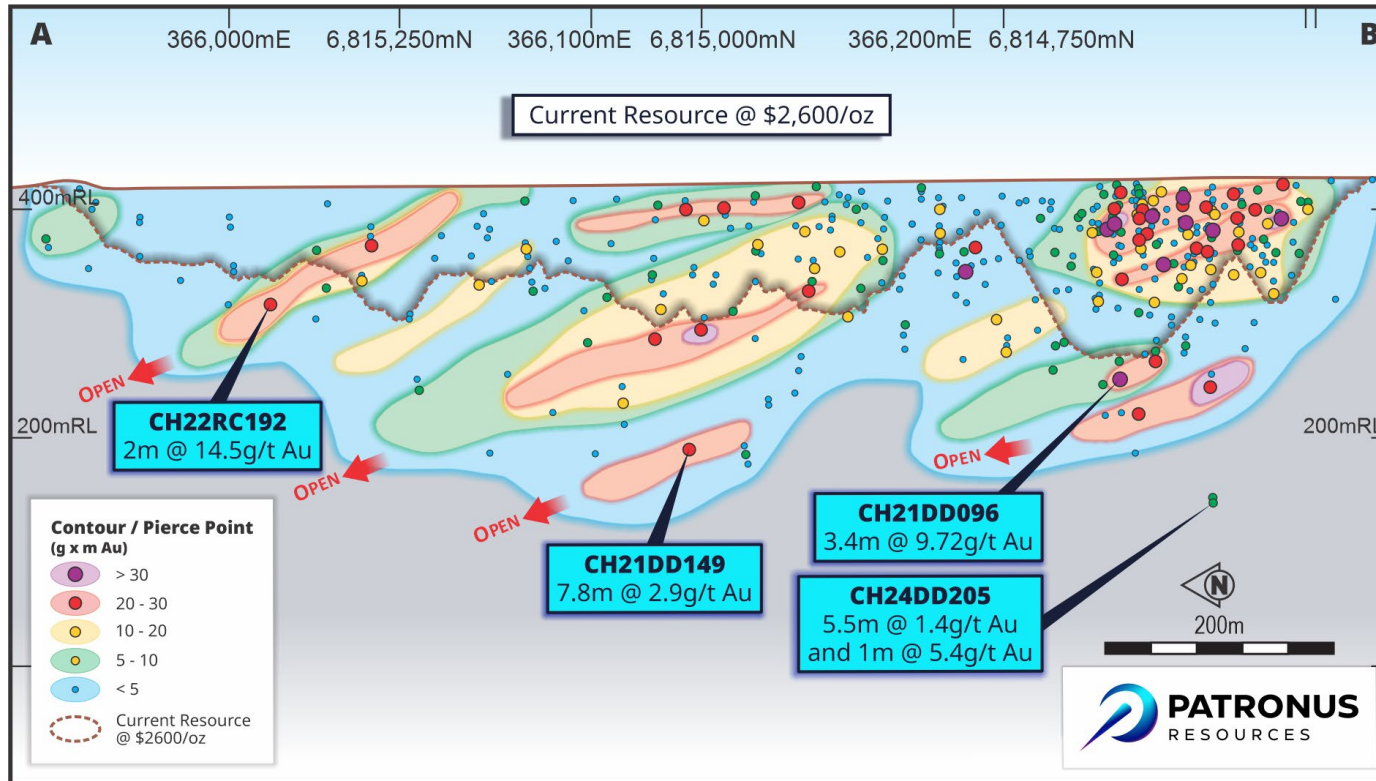 A
B
366,000mE
6,815,250mN
366,100mE
6,815,000mN
366,200mE
6,814,750mN
Current Resource @ $2,600/oz
400mRL
200mRL
200mRL
OPEN
OPEN
OPEN
OPEN
CH22RC192
2m @ 14.5g/t Au
CH21DD149
7.8m @ 2.9g/t Au
CH21DD096
3.4m @ 9.72g/t Au
CH24DD205
5.5m @ 1.4g/t Au
and 1m @ 5.4g/t Au
Contour / Pierce Point
(g x m Au)
> 30
20 - 30
10 - 20
5 - 10
< 5
Current Resource
@ $2600/oz
N
200m
PATRONUS
RESOURCES